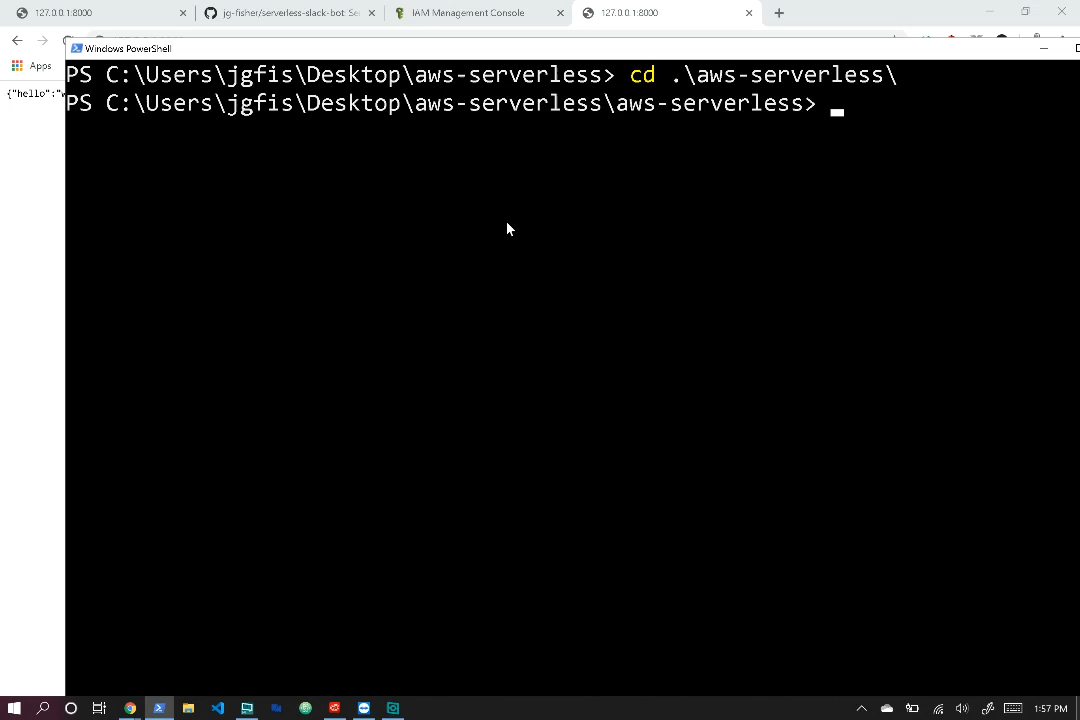 127.0.0.1:8000
jg-fisher/serverless-slack-bot: Se
IAM Management Console
127.0.0.1:8000
Windows PowerShell
Apps
{"hello":"w
PS C:\Users\jgfis\Desktop\aws-serverless> cd .\aws-serverless\
PS C:\Users\jgfis\Desktop\aws-serverless\aws-serverless>
1:57 PM